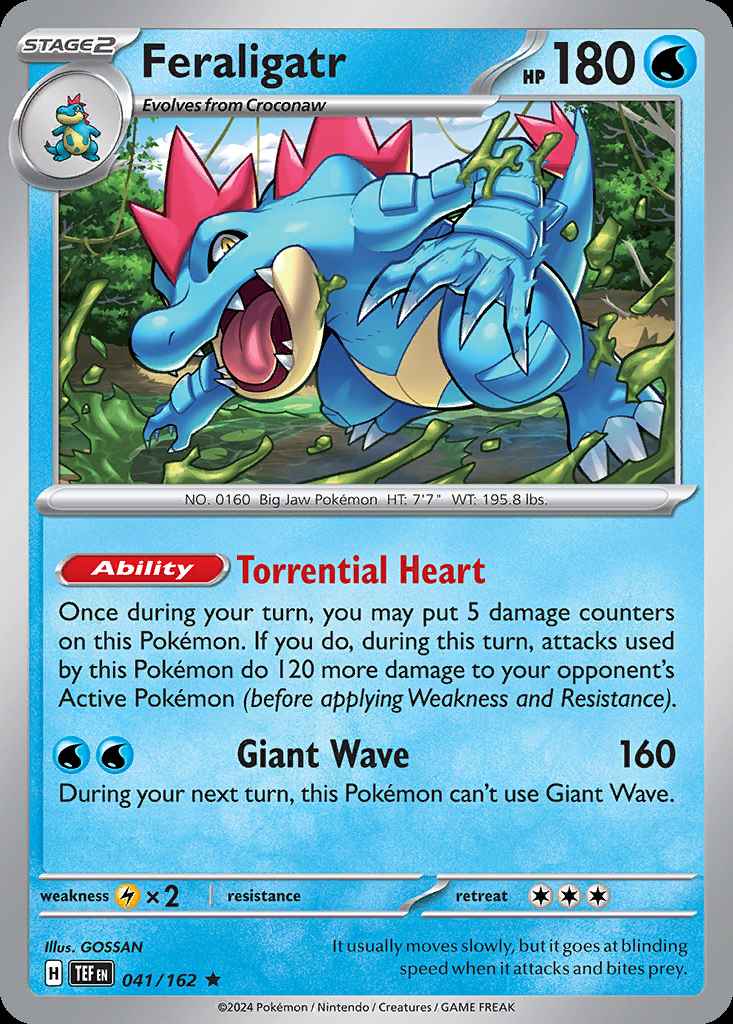 STAGE2
Feraligatr
HP 180
Evolves from Croconaw
NO. 0160 Big Jaw Pokémon HT: 7'7" WT: 195.8 lbs.
Ability Torrential Heart
Once during your turn, you may put 5 damage counters
on this Pokémon. If you do, during this turn, attacks used
by this Pokémon do 120 more damage to your opponent's
Active Pokémon (before applying Weakness and Resistance).
Giant Wave 160
During your next turn, this Pokémon can't use Giant Wave.
weakness ×2 resistance retreat
Illus. GOSSAN
H TEF EN 041/162 ★
It usually moves slowly, but it goes at blinding
speed when it attacks and bites prey.
©2024 Pokémon / Nintendo / Creatures / GAME FREAK